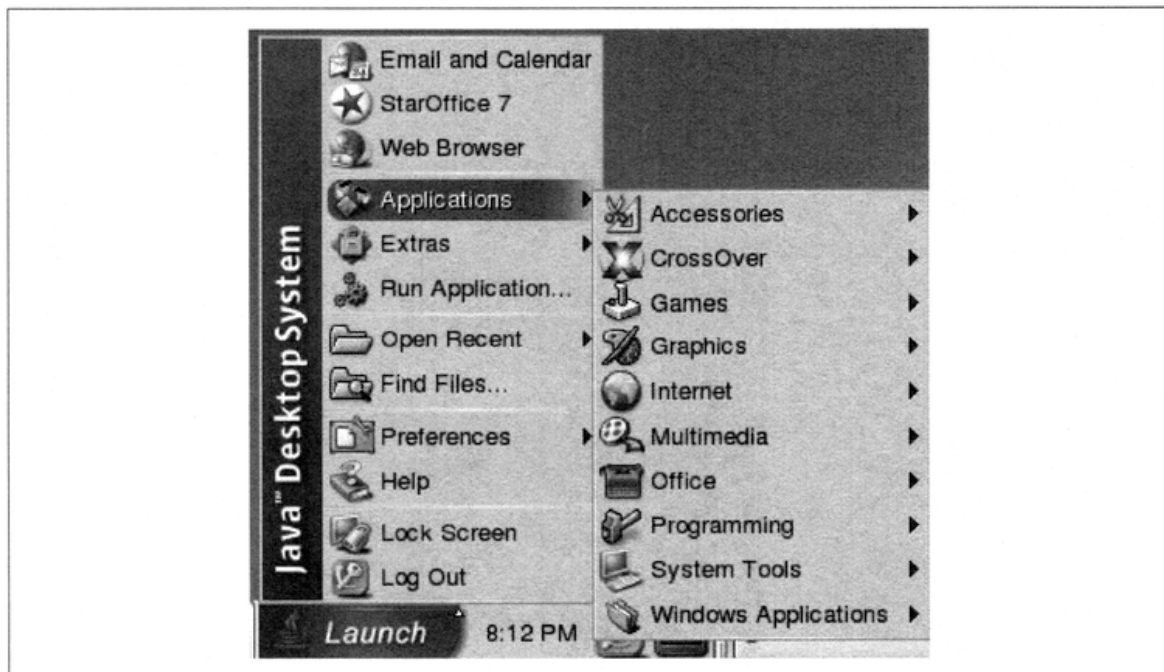 Java™ Desktop System
Email and Calendar
StarOffice 7
Web Browser
Applications
Extras
Run Application...
Open Recent
Find Files...
Preferences
Help
Lock Screen
Log Out
Accessories
CrossOver
Games
Graphics
Internet
Multimedia
Office
Programming
System Tools
Windows Applications
Launch
8:12 PM